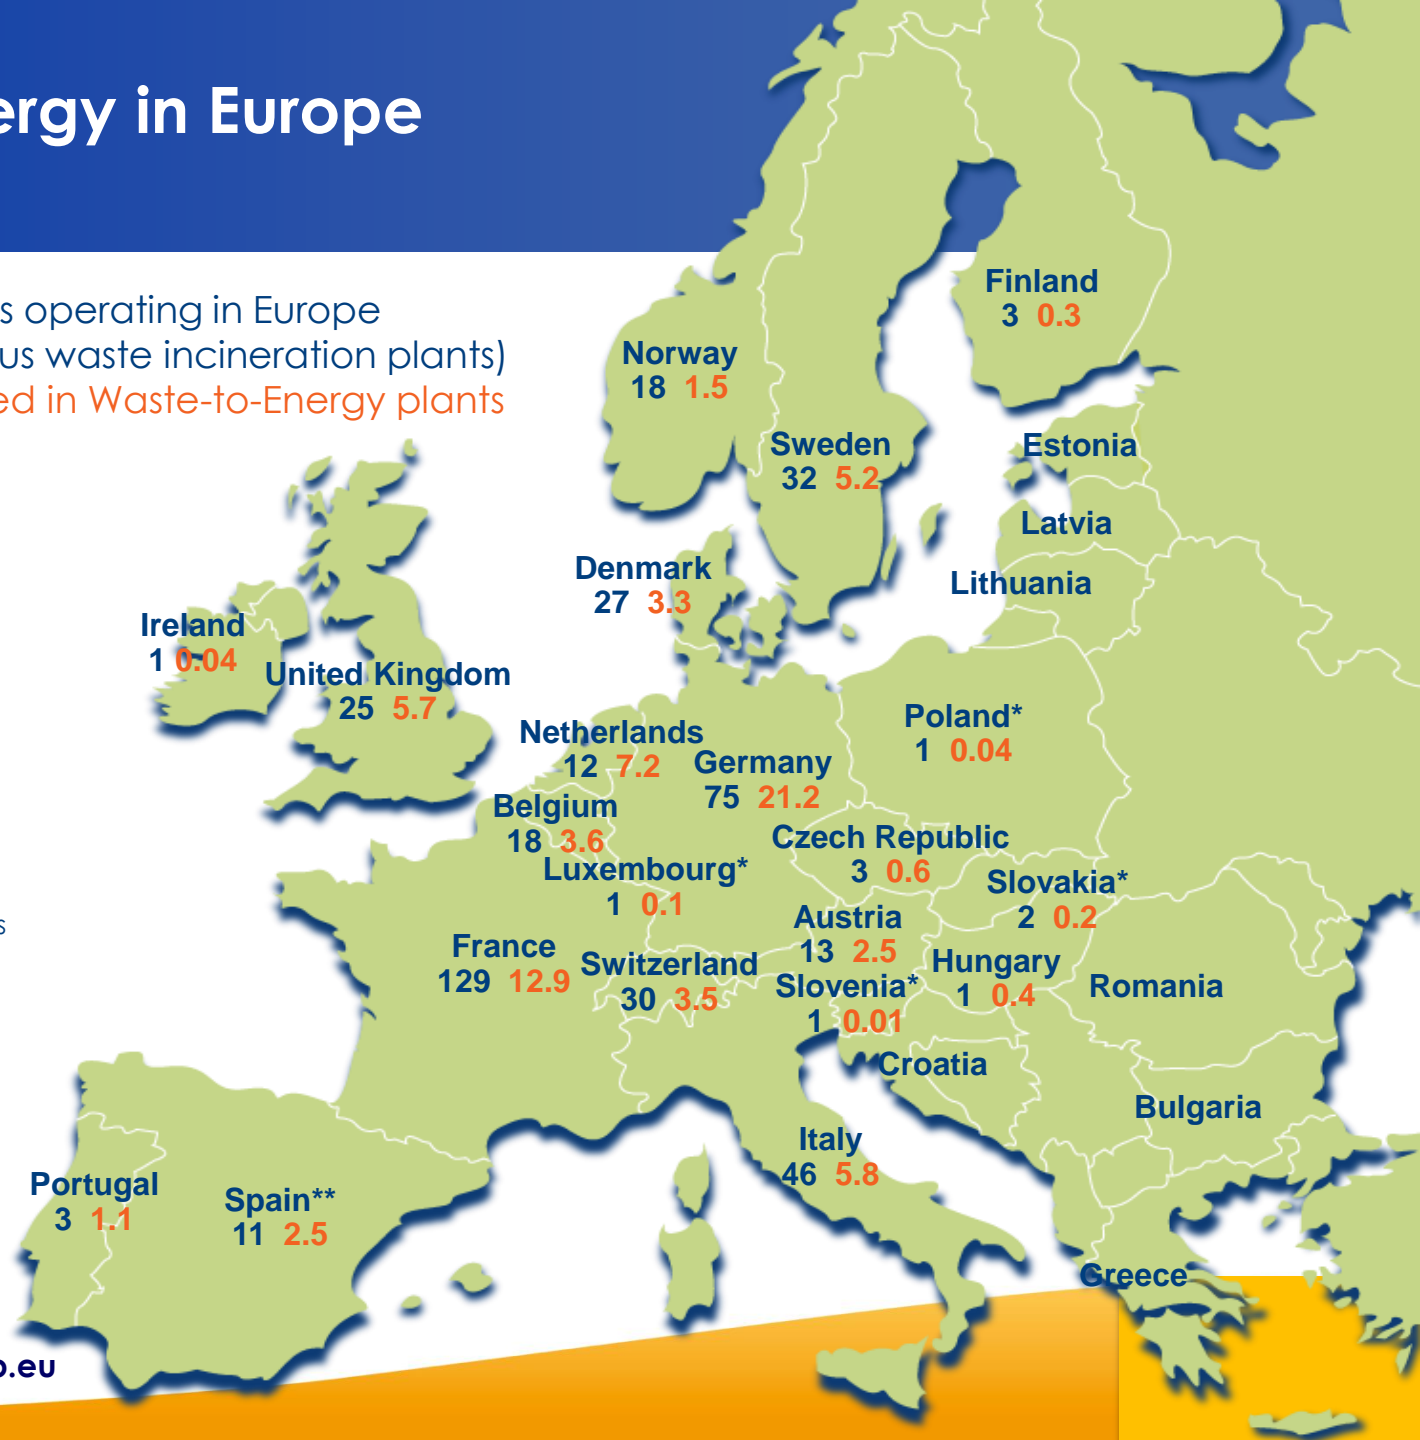 ergy in Europe
s operating in Europe
us waste incineration plants)
ed in Waste-to-Energy plants
Finland
3 0.3
Norway
18 1.5
Sweden
32 5.2
Estonia
Latvia
Denmark
27 3.3
Lithuania
Ireland
1 0.04
United Kingdom
25 5.7
Netherlands
12 7.2
Poland*
1 0.04
Germany
75 21.2
Belgium
18 3.6
Czech Republic
3 0.6
Luxembourg*
1 0.1
Slovakia*
2 0.2
s
Austria
13 2.5
France
129 12.9
Switzerland
30 3.5
Hungary
1 0.4
Slovenia*
1 0.01
Romania
Croatia
Bulgaria
Italy
46 5.8
Portugal
3 1.1
Spain**
11 2.5
Greece
.eu